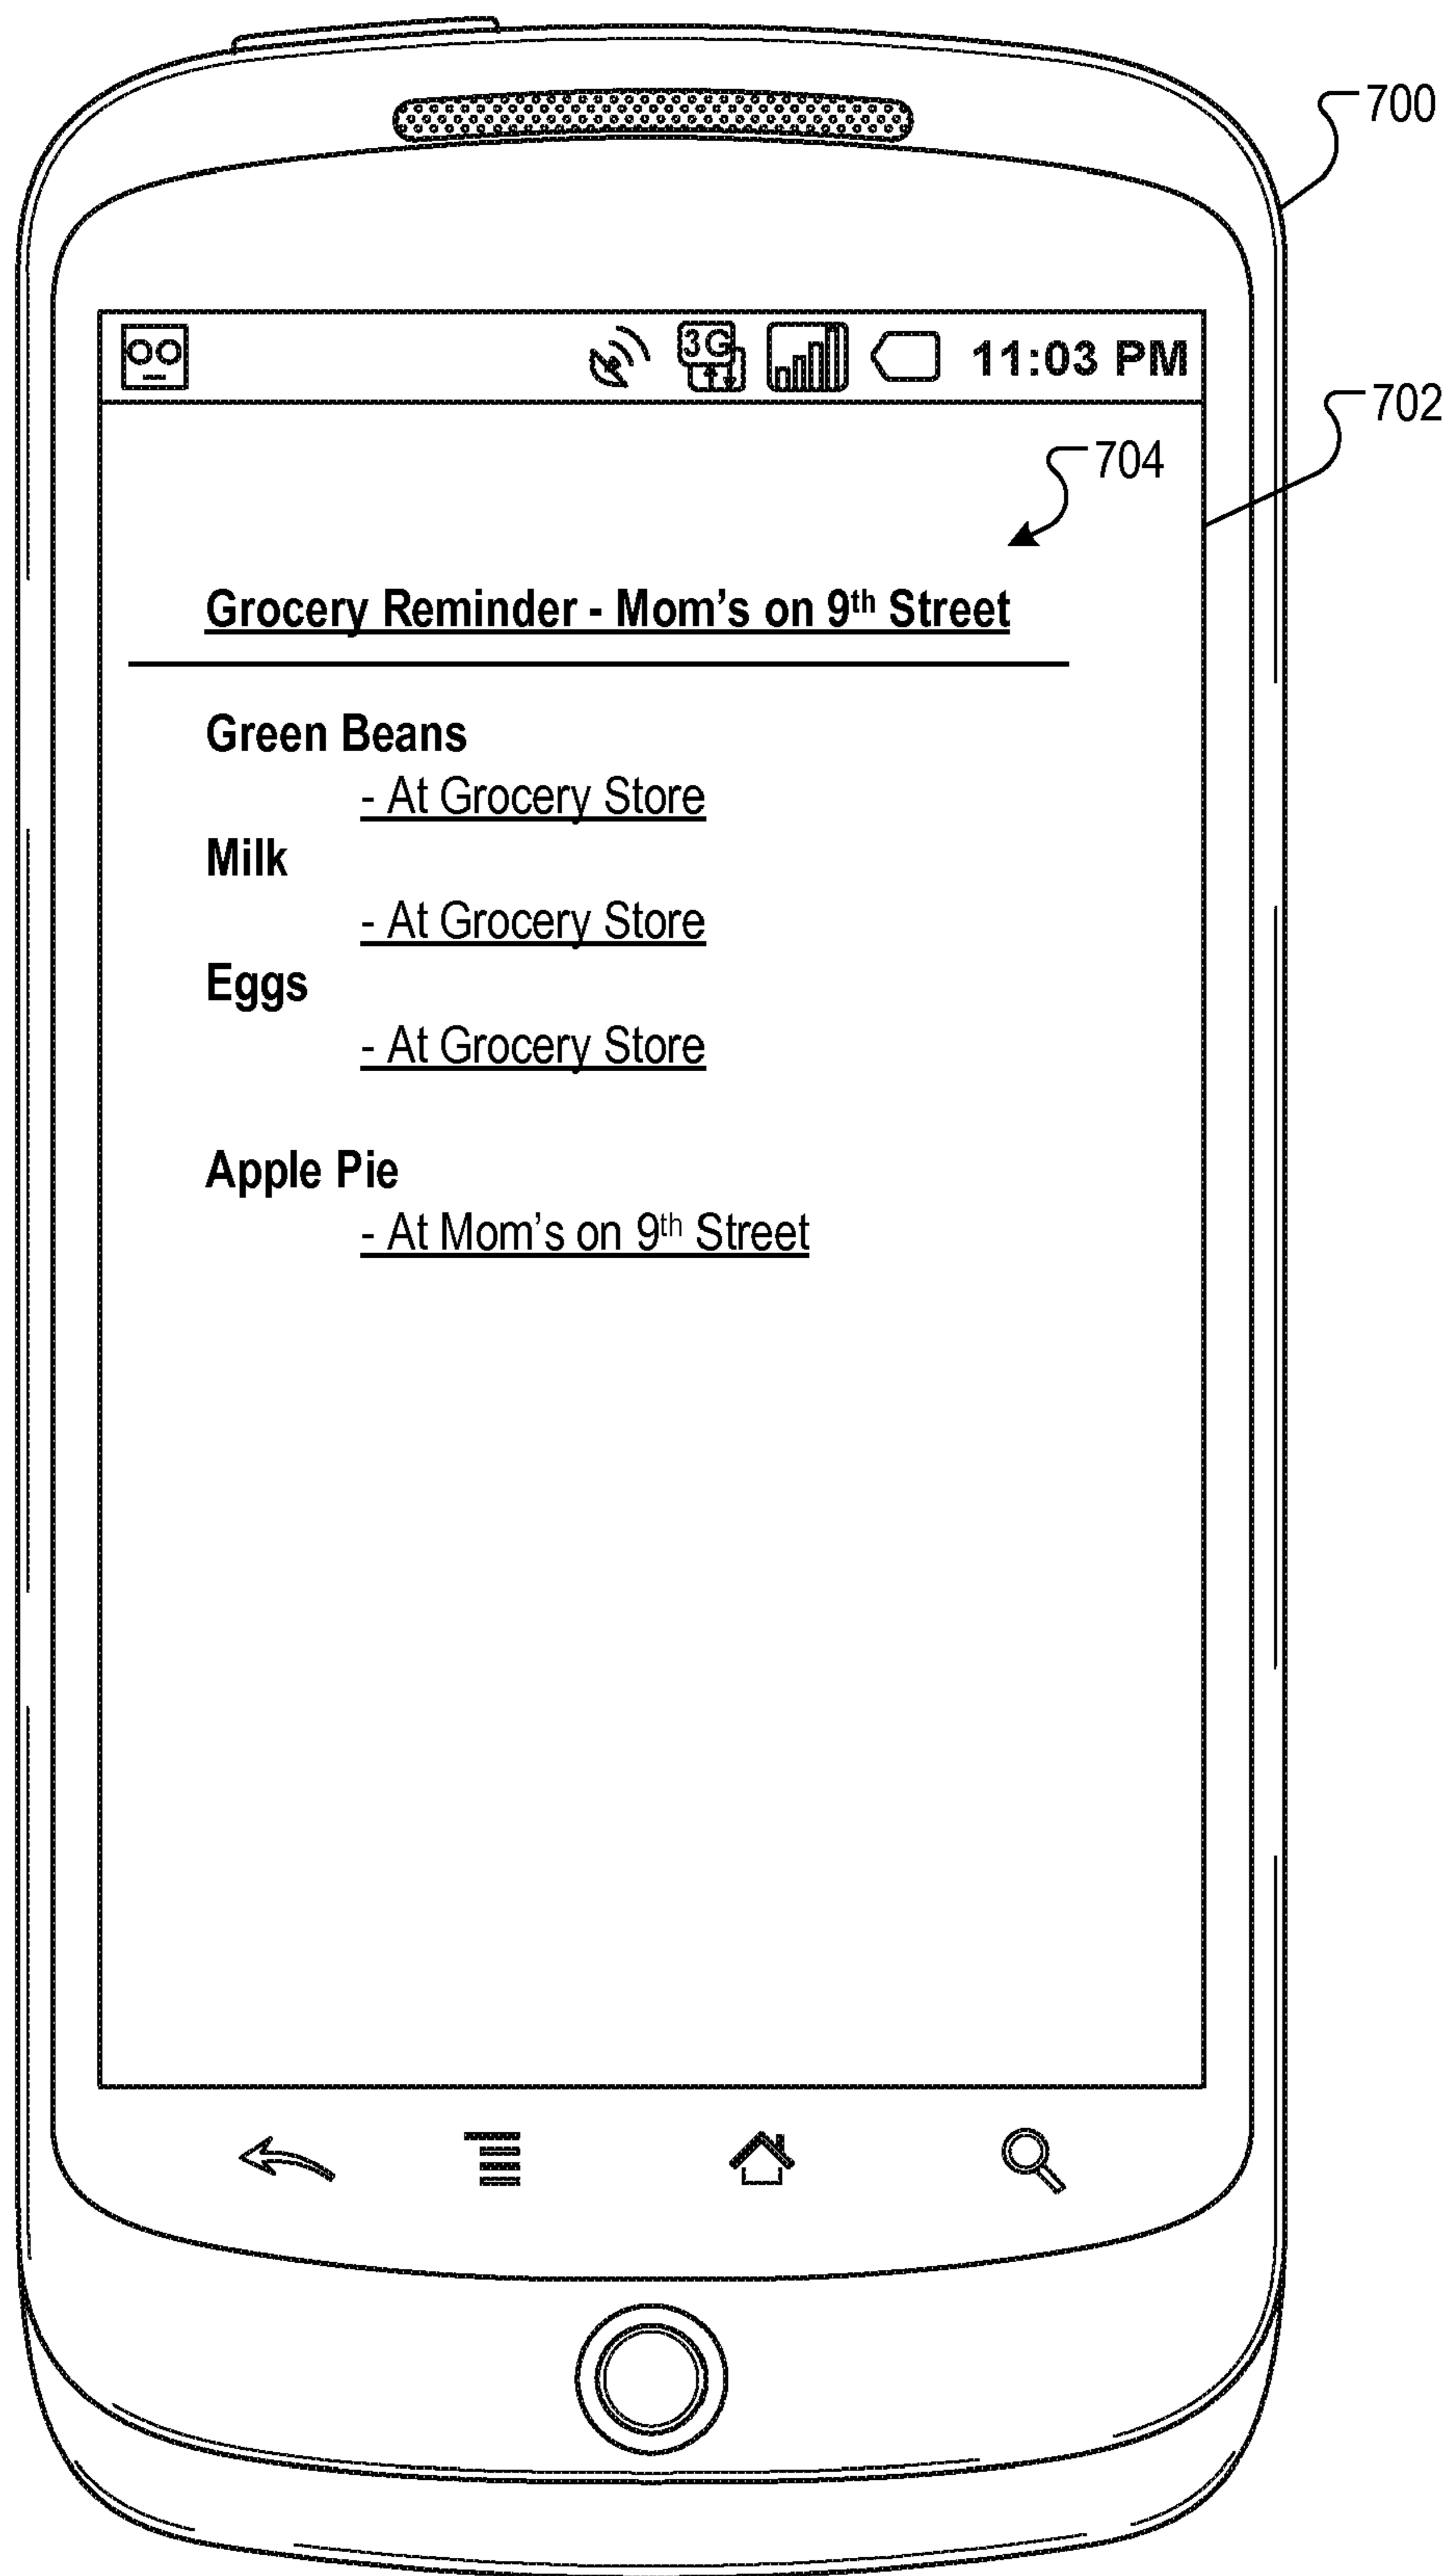 700
3G
11:03 PM
702
704
Grocery Reminder - Mom's on 9th Street
Green Beans
- At Grocery Store
Milk
- At Grocery Store
Eggs
- At Grocery Store
Apple Pie
- At Mom's on 9th Street